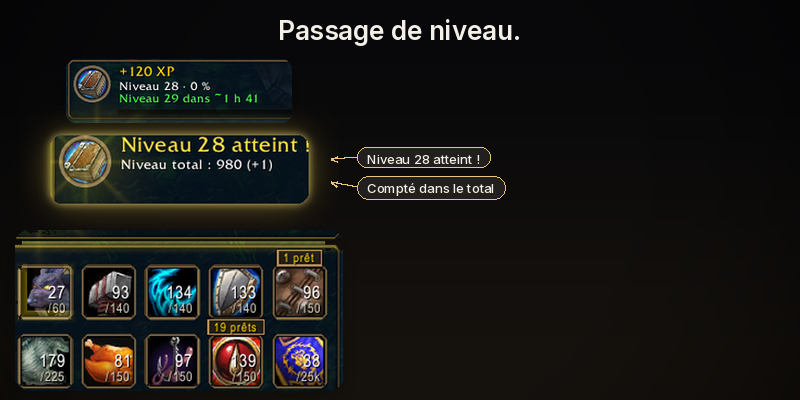 Passage de niveau.
+120 XP
Niveau 28 · 0 %
Niveau 29 dans ~1 h 41
Niveau 28 atteint !
Niveau total : 980 (+1)
Niveau 28 atteint !
Compté dans le total
1 prêt
27 93 134 133 96
/60 /140 /140 /140 /150
19 prêts
179 81 97 139 38
/225 /150 /150 /150 /25k